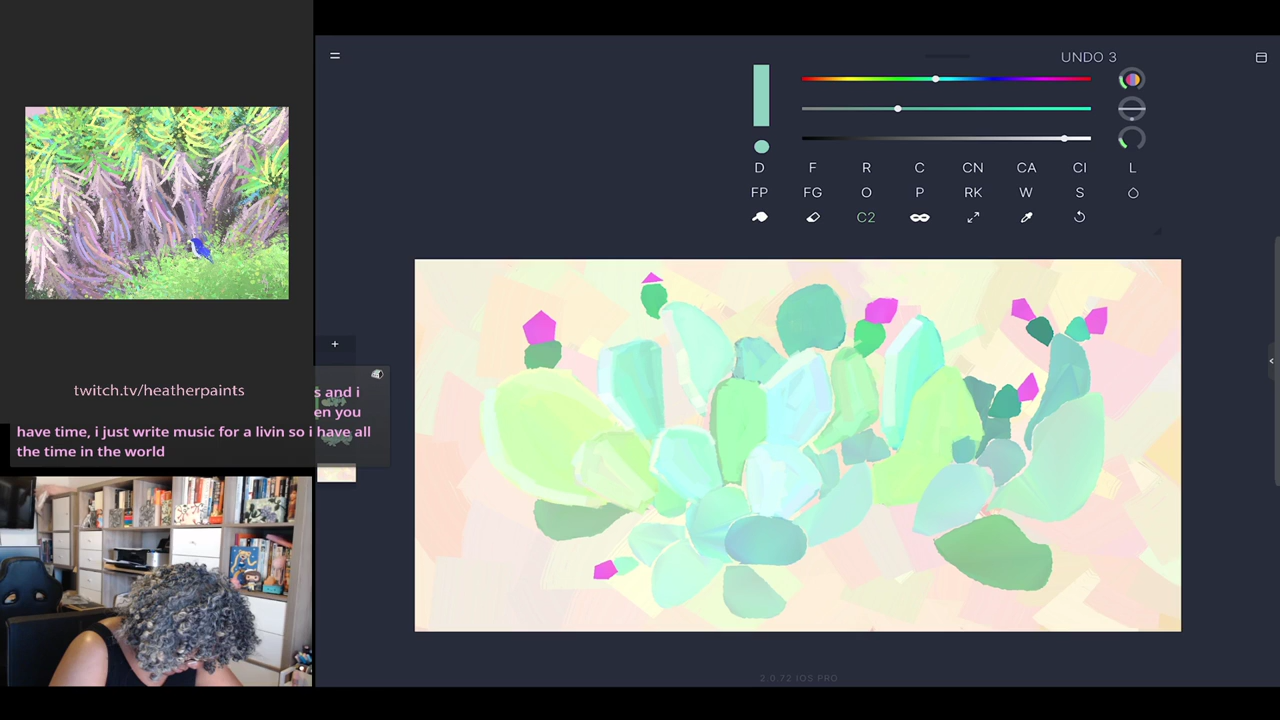 UNDO 3
D F R C CN CA CI L
FP FG O P RK W S
C2
+
twitch.tv/heatherpaints
s and i
en you
have time, i just write music for a livin so i have all
the time in the world
2.0.72 IOS PRO